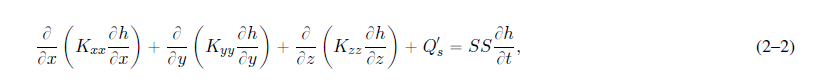 ∂/∂x (K_xx ∂h/∂x) + ∂/∂y (K_yy ∂h/∂y) + ∂/∂z (K_zz ∂h/∂z) + Q′_s = SS ∂h/∂t, (2–2)